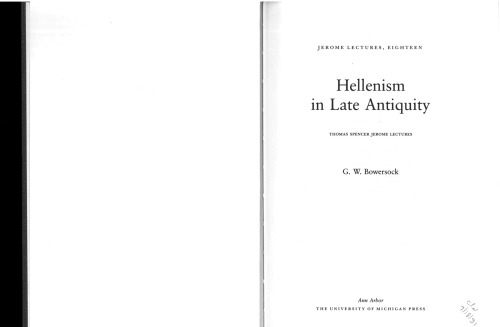 JEROME LECTURES, EIGHTEEN
Hellenism
in Late Antiquity
THOMAS SPENCER JEROME LECTURES
G. W. Bowersock
Ann Arbor
THE UNIVERSITY OF MICHIGAN PRESS